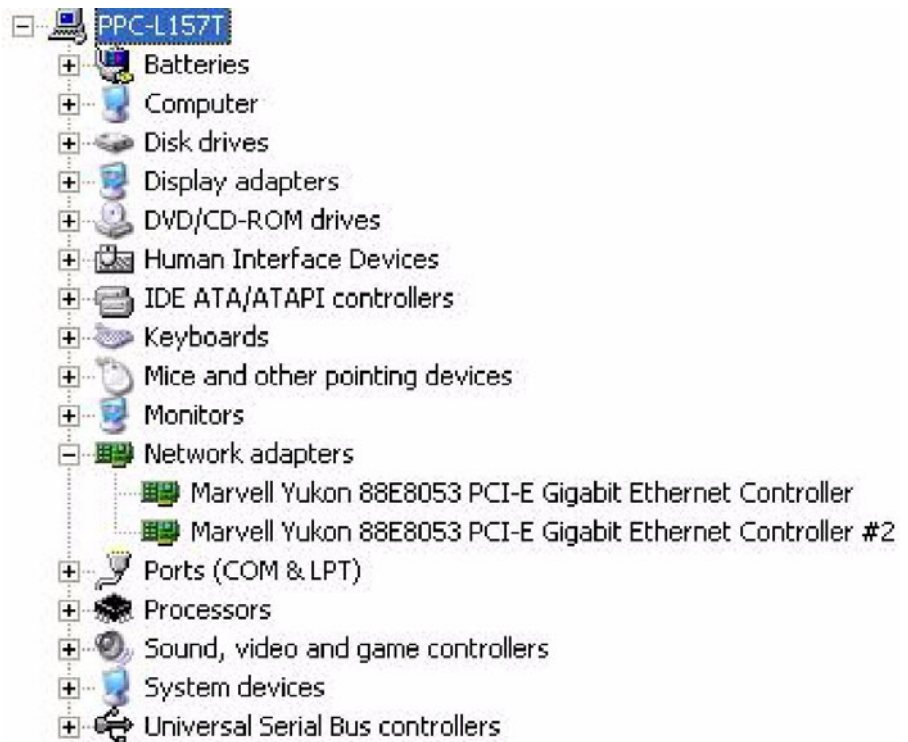 PPC-L157T
Batteries
Computer
Disk drives
Display adapters
DVD/CD-ROM drives
Human Interface Devices
IDE ATA/ATAPI controllers
Keyboards
Mice and other pointing devices
Monitors
Network adapters
Marvell Yukon 88E8053 PCI-E Gigabit Ethernet Controller
Marvell Yukon 88E8053 PCI-E Gigabit Ethernet Controller #2
Ports (COM & LPT)
Processors
Sound, video and game controllers
System devices
Universal Serial Bus controllers